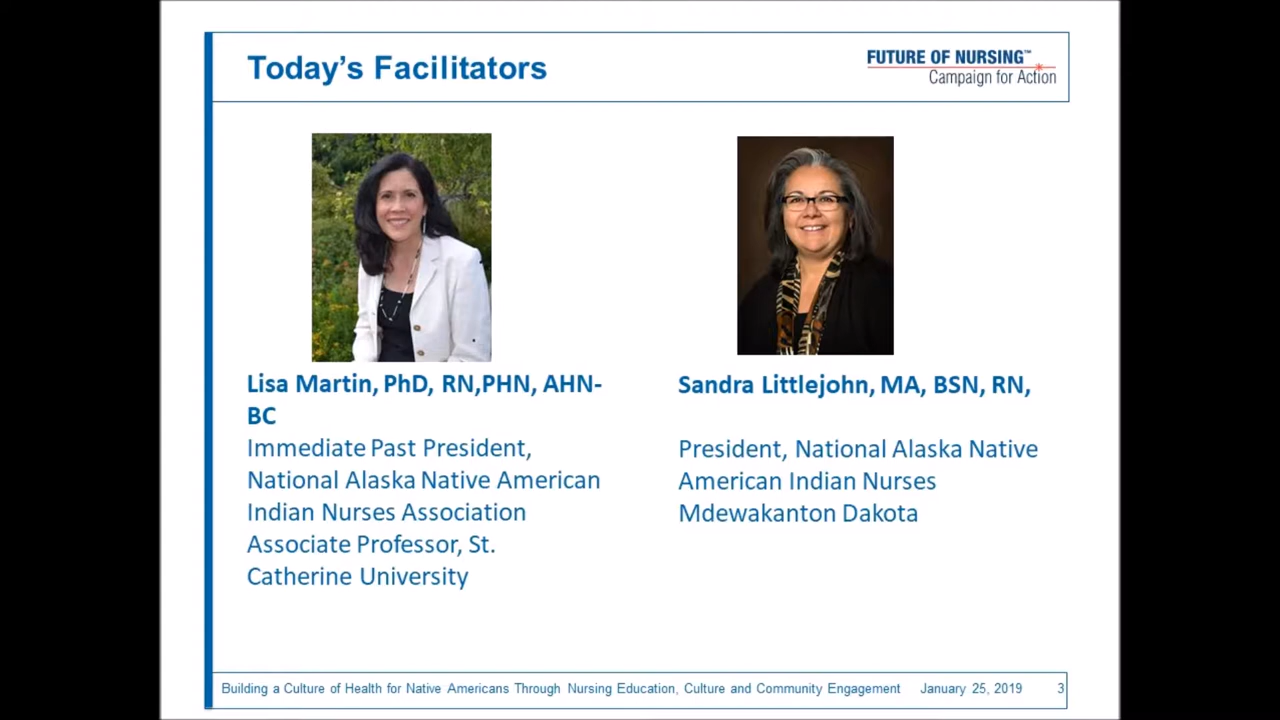 Today's Facilitators
FUTURE OF NURSING™
Campaign for Action
Lisa Martin, PhD, RN,PHN, AHN-
BC
Immediate Past President,
National Alaska Native American
Indian Nurses Association
Associate Professor, St.
Catherine University
Sandra Littlejohn, MA, BSN, RN,
President, National Alaska Native
American Indian Nurses
Mdewakanton Dakota
Building a Culture of Health for Native Americans Through Nursing Education, Culture and Community Engagement January 25, 2019 3